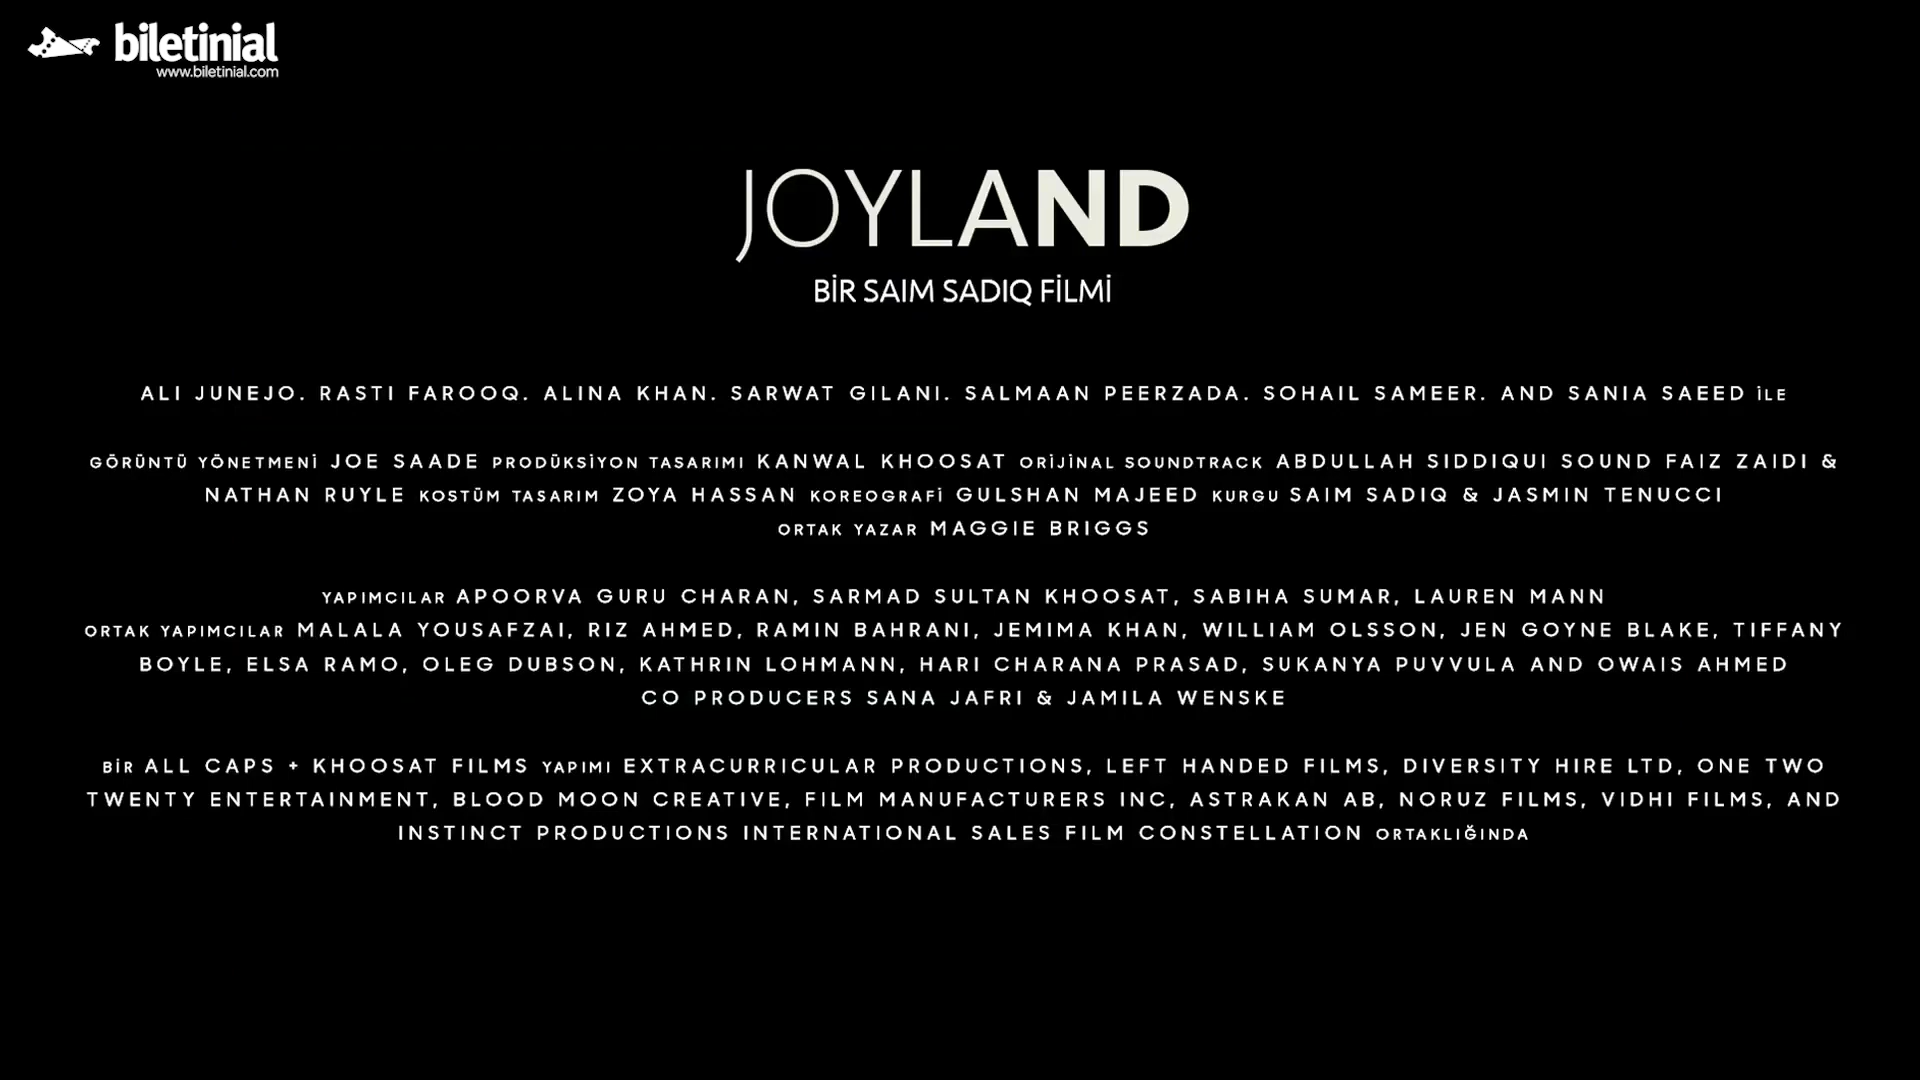 biletinial
www.biletinial.com
JOYLAND
BİR SAIM SADIQ FİLMİ
ALI JUNEJO. RASTI FAROOQ. ALINA KHAN. SARWAT GILANI. SALMAAN PEERZADA. SOHAIL SAMEER. AND SANIA SAEED İLE
GÖRÜNTÜ YÖNETMENİ JOE SAADE PRODÜKSİYON TASARIMI KANWAL KHOOSAT ORİJİNAL SOUNDTRACK ABDULLAH SIDDIQUI SOUND FAIZ ZAIDI &
NATHAN RUYLE KOSTÜM TASARIM ZOYA HASSAN KOREOGRAFİ GULSHAN MAJEED KURGU SAIM SADIQ & JASMIN TENUCCI
ORTAK YAZAR MAGGIE BRIGGS
YAPIMCILAR APOORVA GURU CHARAN, SARMAD SULTAN KHOOSAT, SABIHA SUMAR, LAUREN MANN
ORTAK YAPIMCILAR MALALA YOUSAFZAI, RIZ AHMED, RAMIN BAHRANI, JEMIMA KHAN, WILLIAM OLSSON, JEN GOYNE BLAKE, TIFFANY
BOYLE, ELSA RAMO, OLEG DUBSON, KATHRIN LOHMANN, HARI CHARANA PRASAD, SUKANYA PUVVULA AND OWAIS AHMED
CO PRODUCERS SANA JAFRI & JAMILA WENSKE
BİR ALL CAPS + KHOOSAT FILMS YAPIMI EXTRACURRICULAR PRODUCTIONS, LEFT HANDED FILMS, DIVERSITY HIRE LTD, ONE TWO
TWENTY ENTERTAINMENT, BLOOD MOON CREATIVE, FILM MANUFACTURERS INC, ASTRAKAN AB, NORUZ FILMS, VIDHI FILMS, AND
INSTINCT PRODUCTIONS INTERNATIONAL SALES FILM CONSTELLATION ORTAKLIĞINDA